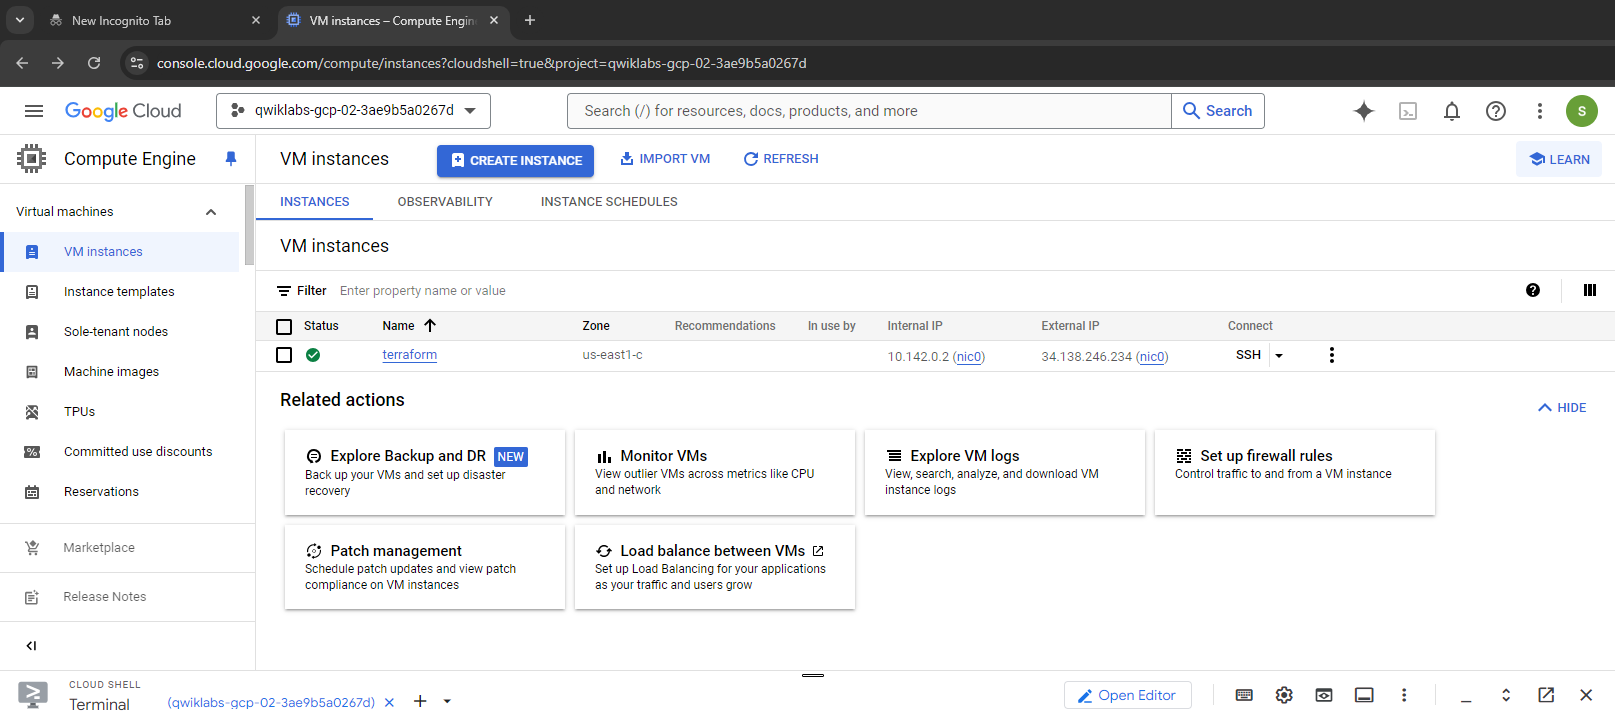 New Incognito Tab
VM instances – Compute Engin
console.cloud.google.com/compute/instances?cloudshell=true&project=qwiklabs-gcp-02-3ae9b5a0267d
Google Cloud
qwiklabs-gcp-02-3ae9b5a0267d
Search (/) for resources, docs, products, and more
Search
S
Compute Engine
VM instances
CREATE INSTANCE
IMPORT VM
REFRESH
LEARN
Virtual machines
VM instances
Instance templates
Sole-tenant nodes
Machine images
TPUs
Committed use discounts
Reservations
Marketplace
Release Notes
INSTANCES
OBSERVABILITY
INSTANCE SCHEDULES
VM instances
Filter Enter property name or value
Status Name Zone Recommendations In use by Internal IP External IP Connect
terraform us-east1-c 10.142.0.2 (nic0) 34.138.246.234 (nic0) SSH
Related actions
HIDE
Explore Backup and DR NEW
Back up your VMs and set up disaster
recovery
Monitor VMs
View outlier VMs across metrics like CPU
and network
Explore VM logs
View, search, analyze, and download VM
instance logs
Set up firewall rules
Control traffic to and from a VM instance
Patch management
Schedule patch updates and view patch
compliance on VM instances
Load balance between VMs
Set up Load Balancing for your applications
as your traffic and users grow
CLOUD SHELL
Terminal
(qwiklabs-gcp-02-3ae9b5a0267d)
Open Editor